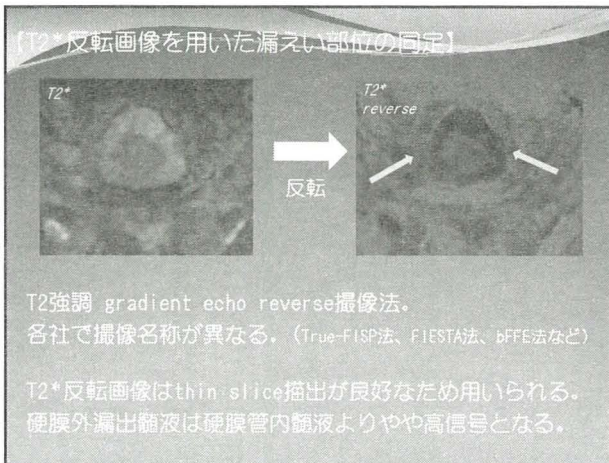 【T2*反転画像を用いた漏えい部位の同定】
T2*
T2*
reverse
反転
T2強調 gradient echo reverse撮像法。
各社で撮像名称が異なる。(True-FISP法、FIESTA法、bFFE法など)
T2*反転画像はthin slice描出が良好なため用いられる。
硬膜外漏出髄液は硬膜管内髄液よりやや高信号となる。